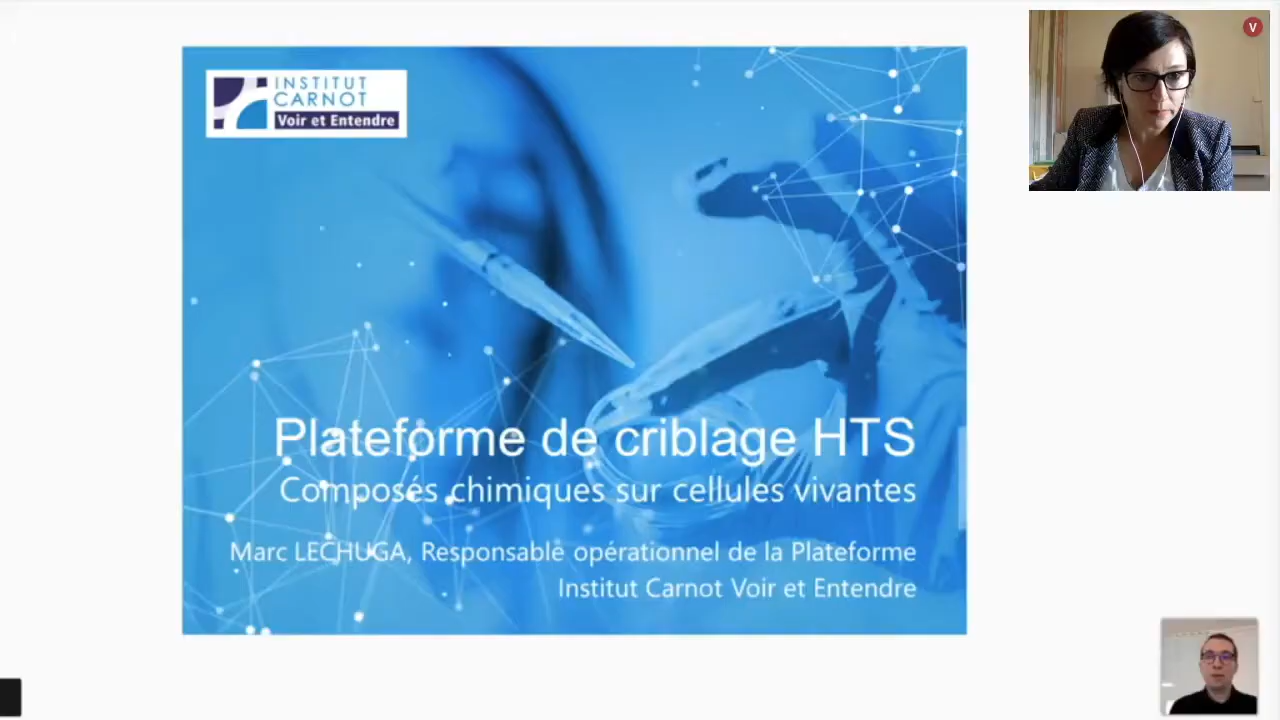 INSTITUT
CARNOT
Voir et Entendre
V
Plateforme de criblage HTS
Composés chimiques sur cellules vivantes
Marc LECHUGA, Responsable opérationnel de la Plateforme
Institut Carnot Voir et Entendre